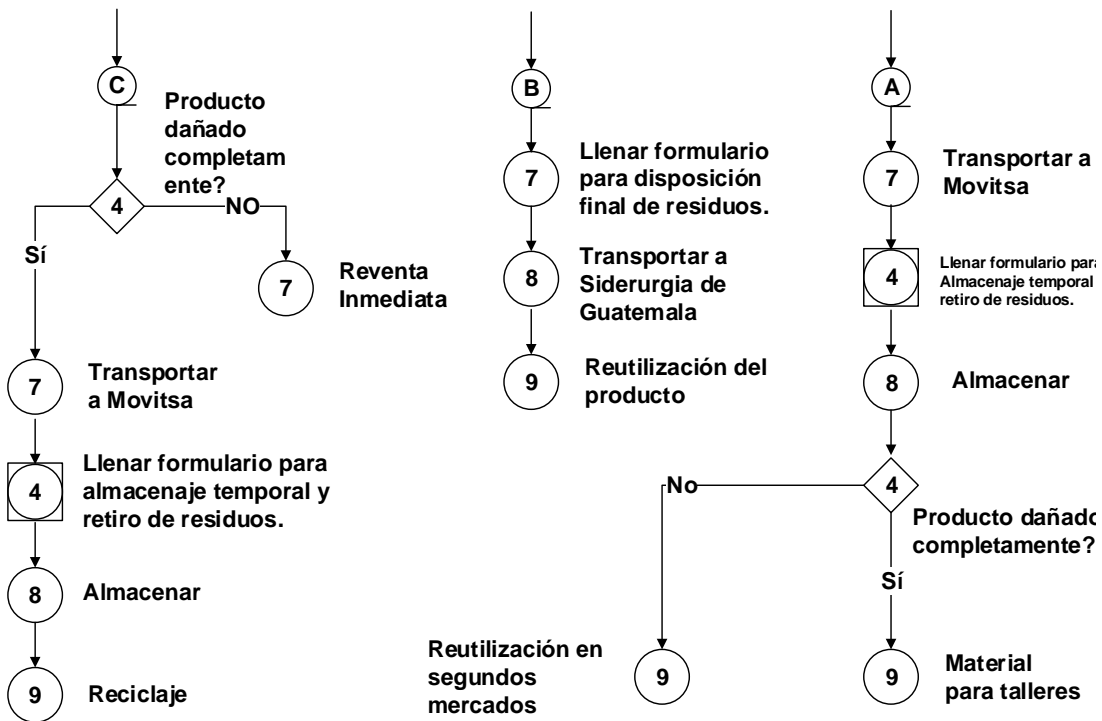 C
Producto
dañado
completam
ente?
4
NO
Sí
7
Reventa
Inmediata
7
Transportar
a Movitsa
4
Llenar formulario para
almacenaje temporal y
retiro de residuos.
8
Almacenar
9
Reciclaje
B
7
Llenar formulario
para disposición
final de residuos.
8
Transportar a
Siderurgia de
Guatemala
9
Reutilización del
producto
A
7
Transportar a
Movitsa
4
Llenar formulario para
Almacenaje temporal
retiro de residuos.
8
Almacenar
4
No
Producto dañado
completamente?
Sí
Reutilización en
segundos
mercados
9
9
Material
para talleres